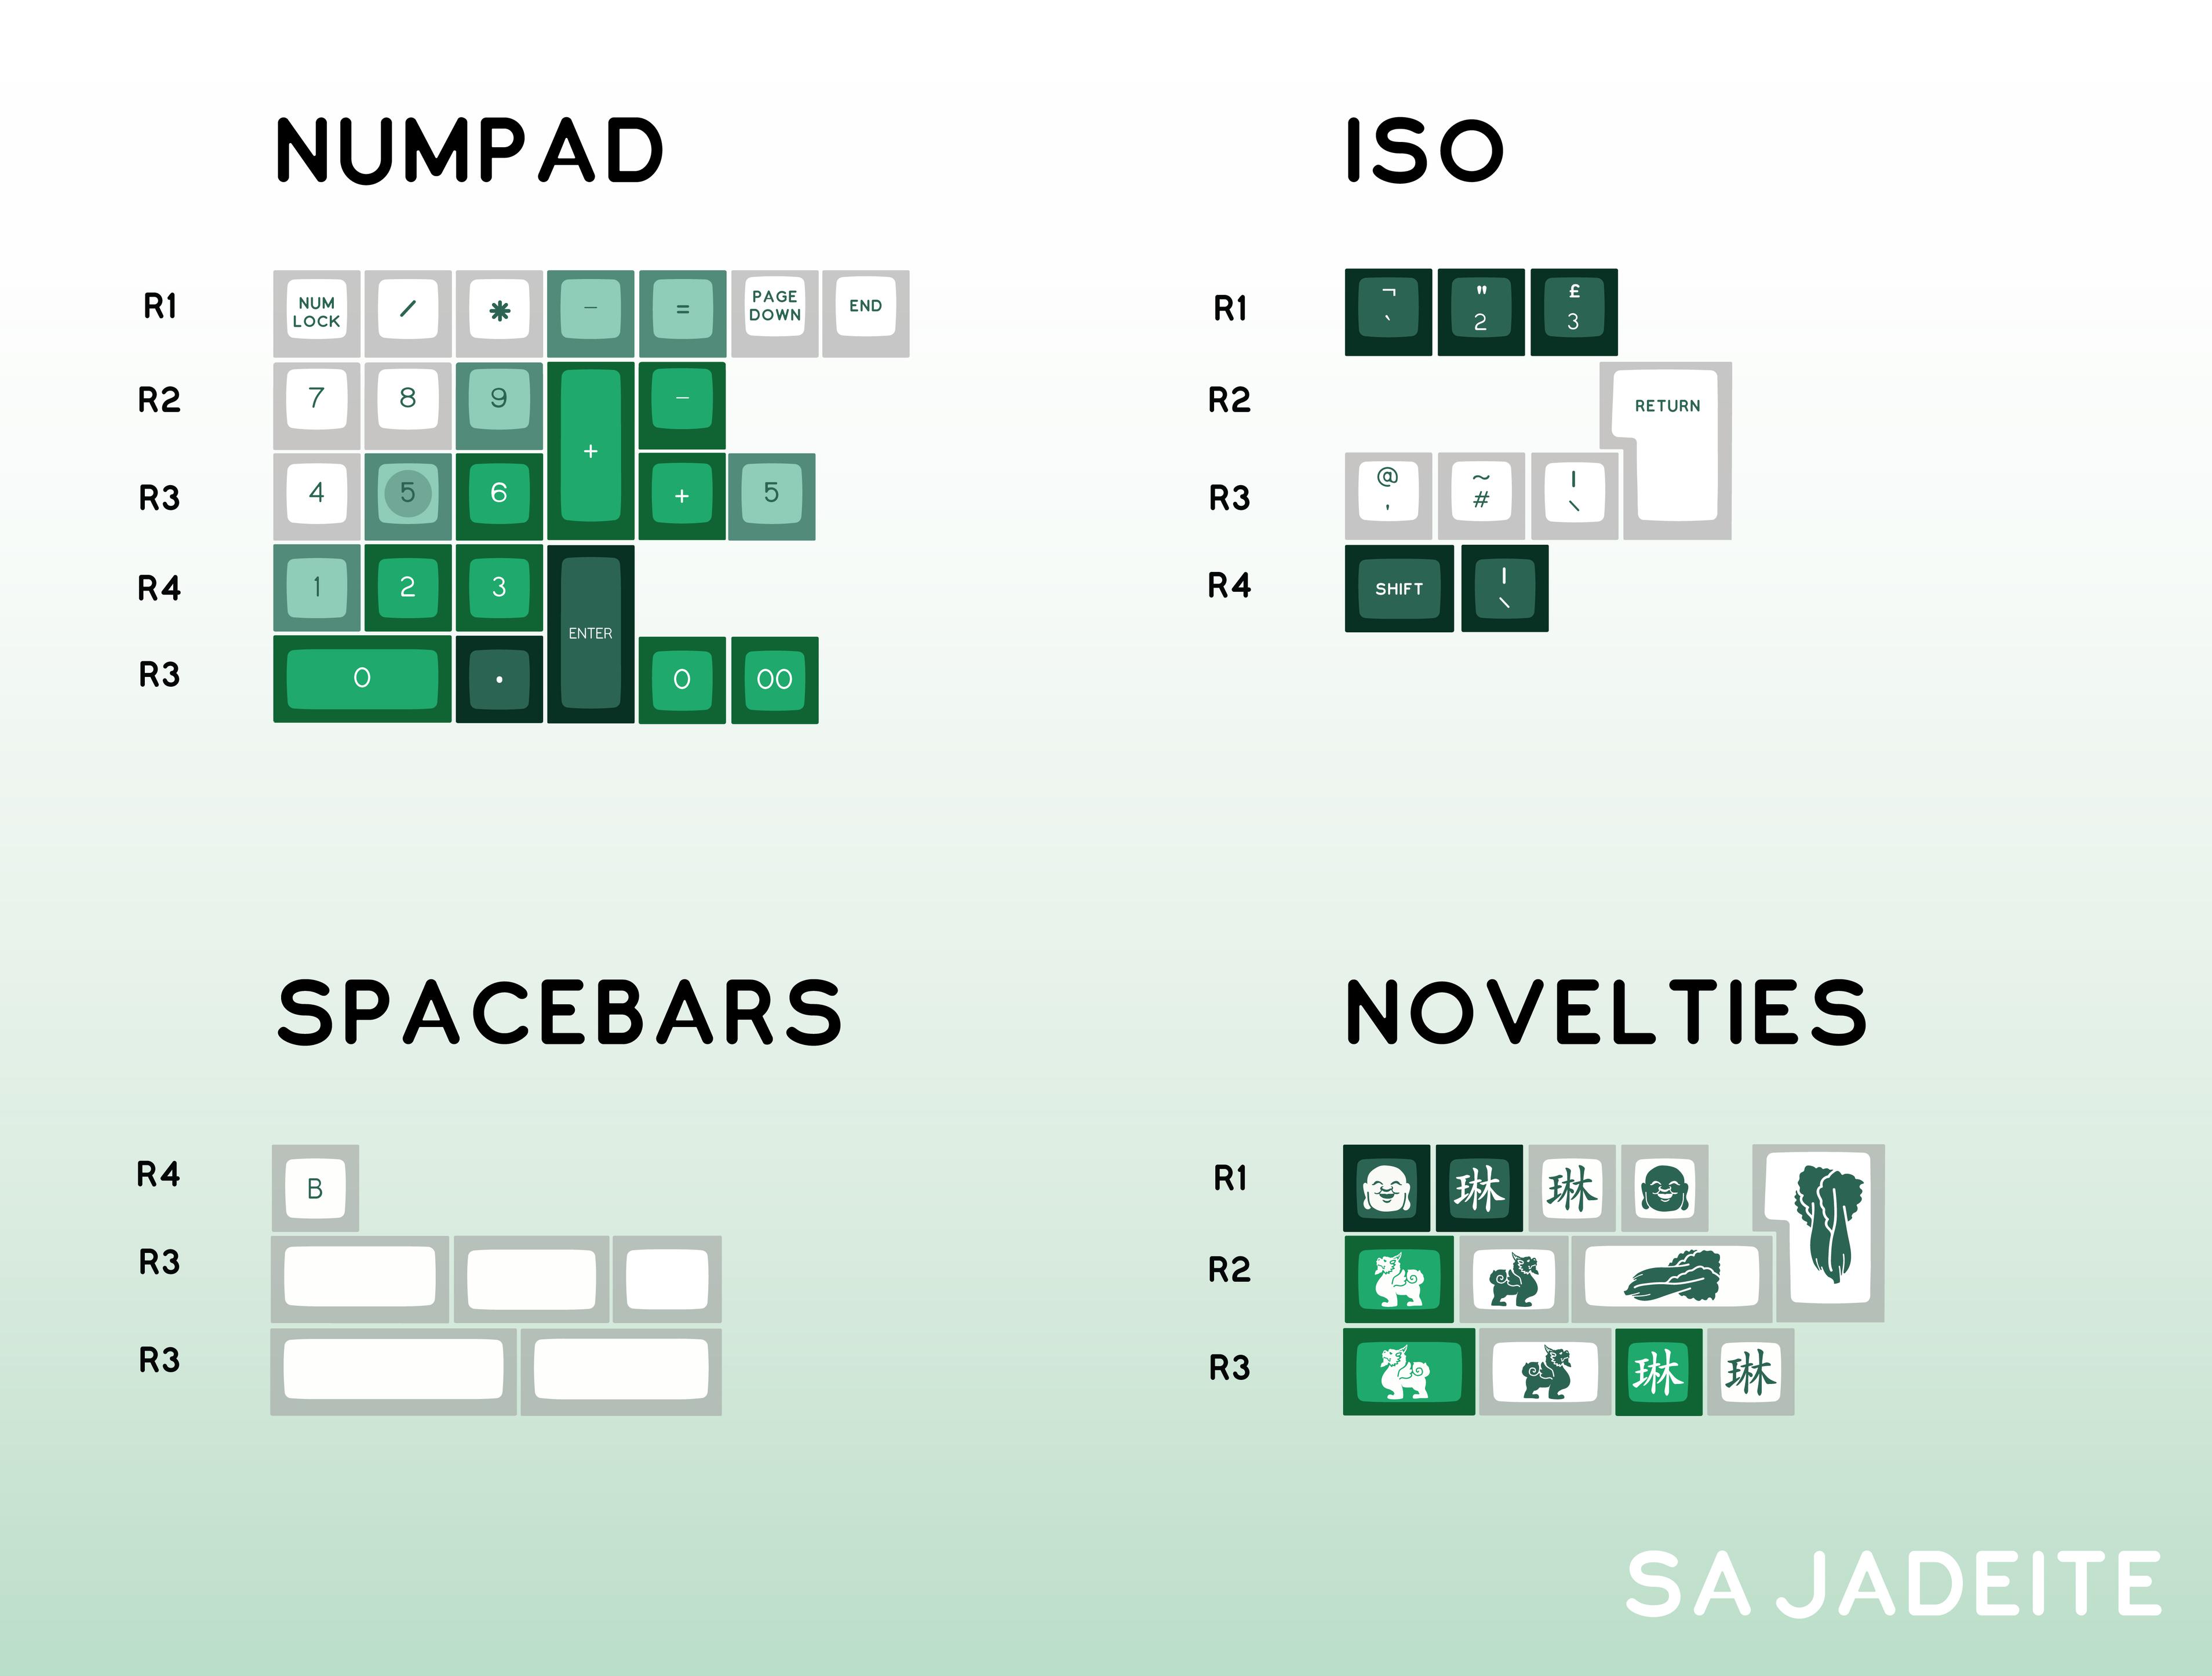 NUMPAD
R1 NUM LOCK / * − = PAGE DOWN END
R2 7 8 9 + −
R3 4 5 6 + 5
R4 1 2 3 ENTER
R3 0 . 0 00
ISO
R1 ¬ ` " 2 £ 3
R2 RETURN
R3 @ ' ~ # | \
R4 SHIFT | \
SPACEBARS
R4 B
R3
R3
NOVELTIES
R1 琳 琳
R2
R3 琳 琳
SA JADEITE